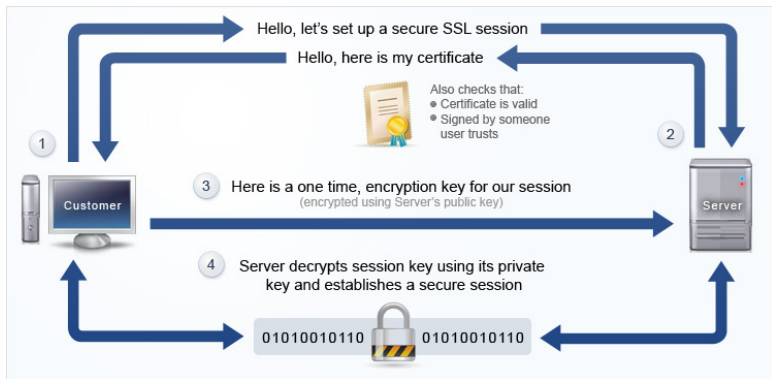 Hello, let's set up a secure SSL session
Hello, here is my certificate
Also checks that:
Certificate is valid
Signed by someone
user trusts
1
2
Customer
Server
3
Here is a one time, encryption key for our session
(encrypted using Server's public key)
4
Server decrypts session key using its private
key and establishes a secure session
01010010110
01010010110